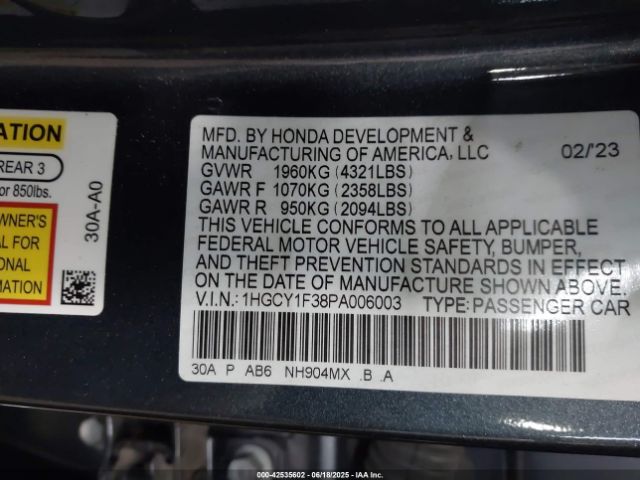 ATION
REAR 3
or 850lbs.
OWNER'S
AL FOR
ONAL
MATION
30A-A0
MFD. BY HONDA DEVELOPMENT &
MANUFACTURING OF AMERICA, LLC 02/'23
GVWR 1960KG (4321LBS)
GAWR F 1070KG (2358LBS)
GAWR R 950KG (2094LBS)
THIS VEHICLE CONFORMS TO ALL APPLICABLE
FEDERAL MOTOR VEHICLE SAFETY, BUMPER,
AND THEFT PREVENTION STANDARDS IN EFFECT
ON THE DATE OF MANUFACTURE SHOWN ABOVE.
V.I.N.: 1HGCY1F38PA006003 TYPE: PASSENGER CAR
30A P AB6 NH904MX .B .A
000-42535602 | 06/18/2025 | IAA Inc.